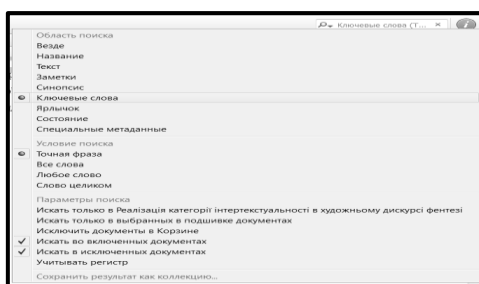 Ключевые слова (Т...
Область поиска
Везде
Название
Текст
Заметки
Синопсис
Ключевые слова
Ярлычок
Состояние
Специальные метаданные
Условие поиска
Точная фраза
Все слова
Любое слово
Слово целиком
Параметры поиска
Искать только в Реалізація категорії інтертекстуальності в художньому дискурсі фентезі
Искать только в выбранных в подшивке документах
Исключить документы в Корзине
Искать во включенных документах
Искать в исключенных документах
Учитывать регистр
Сохранить результат как коллекцию...